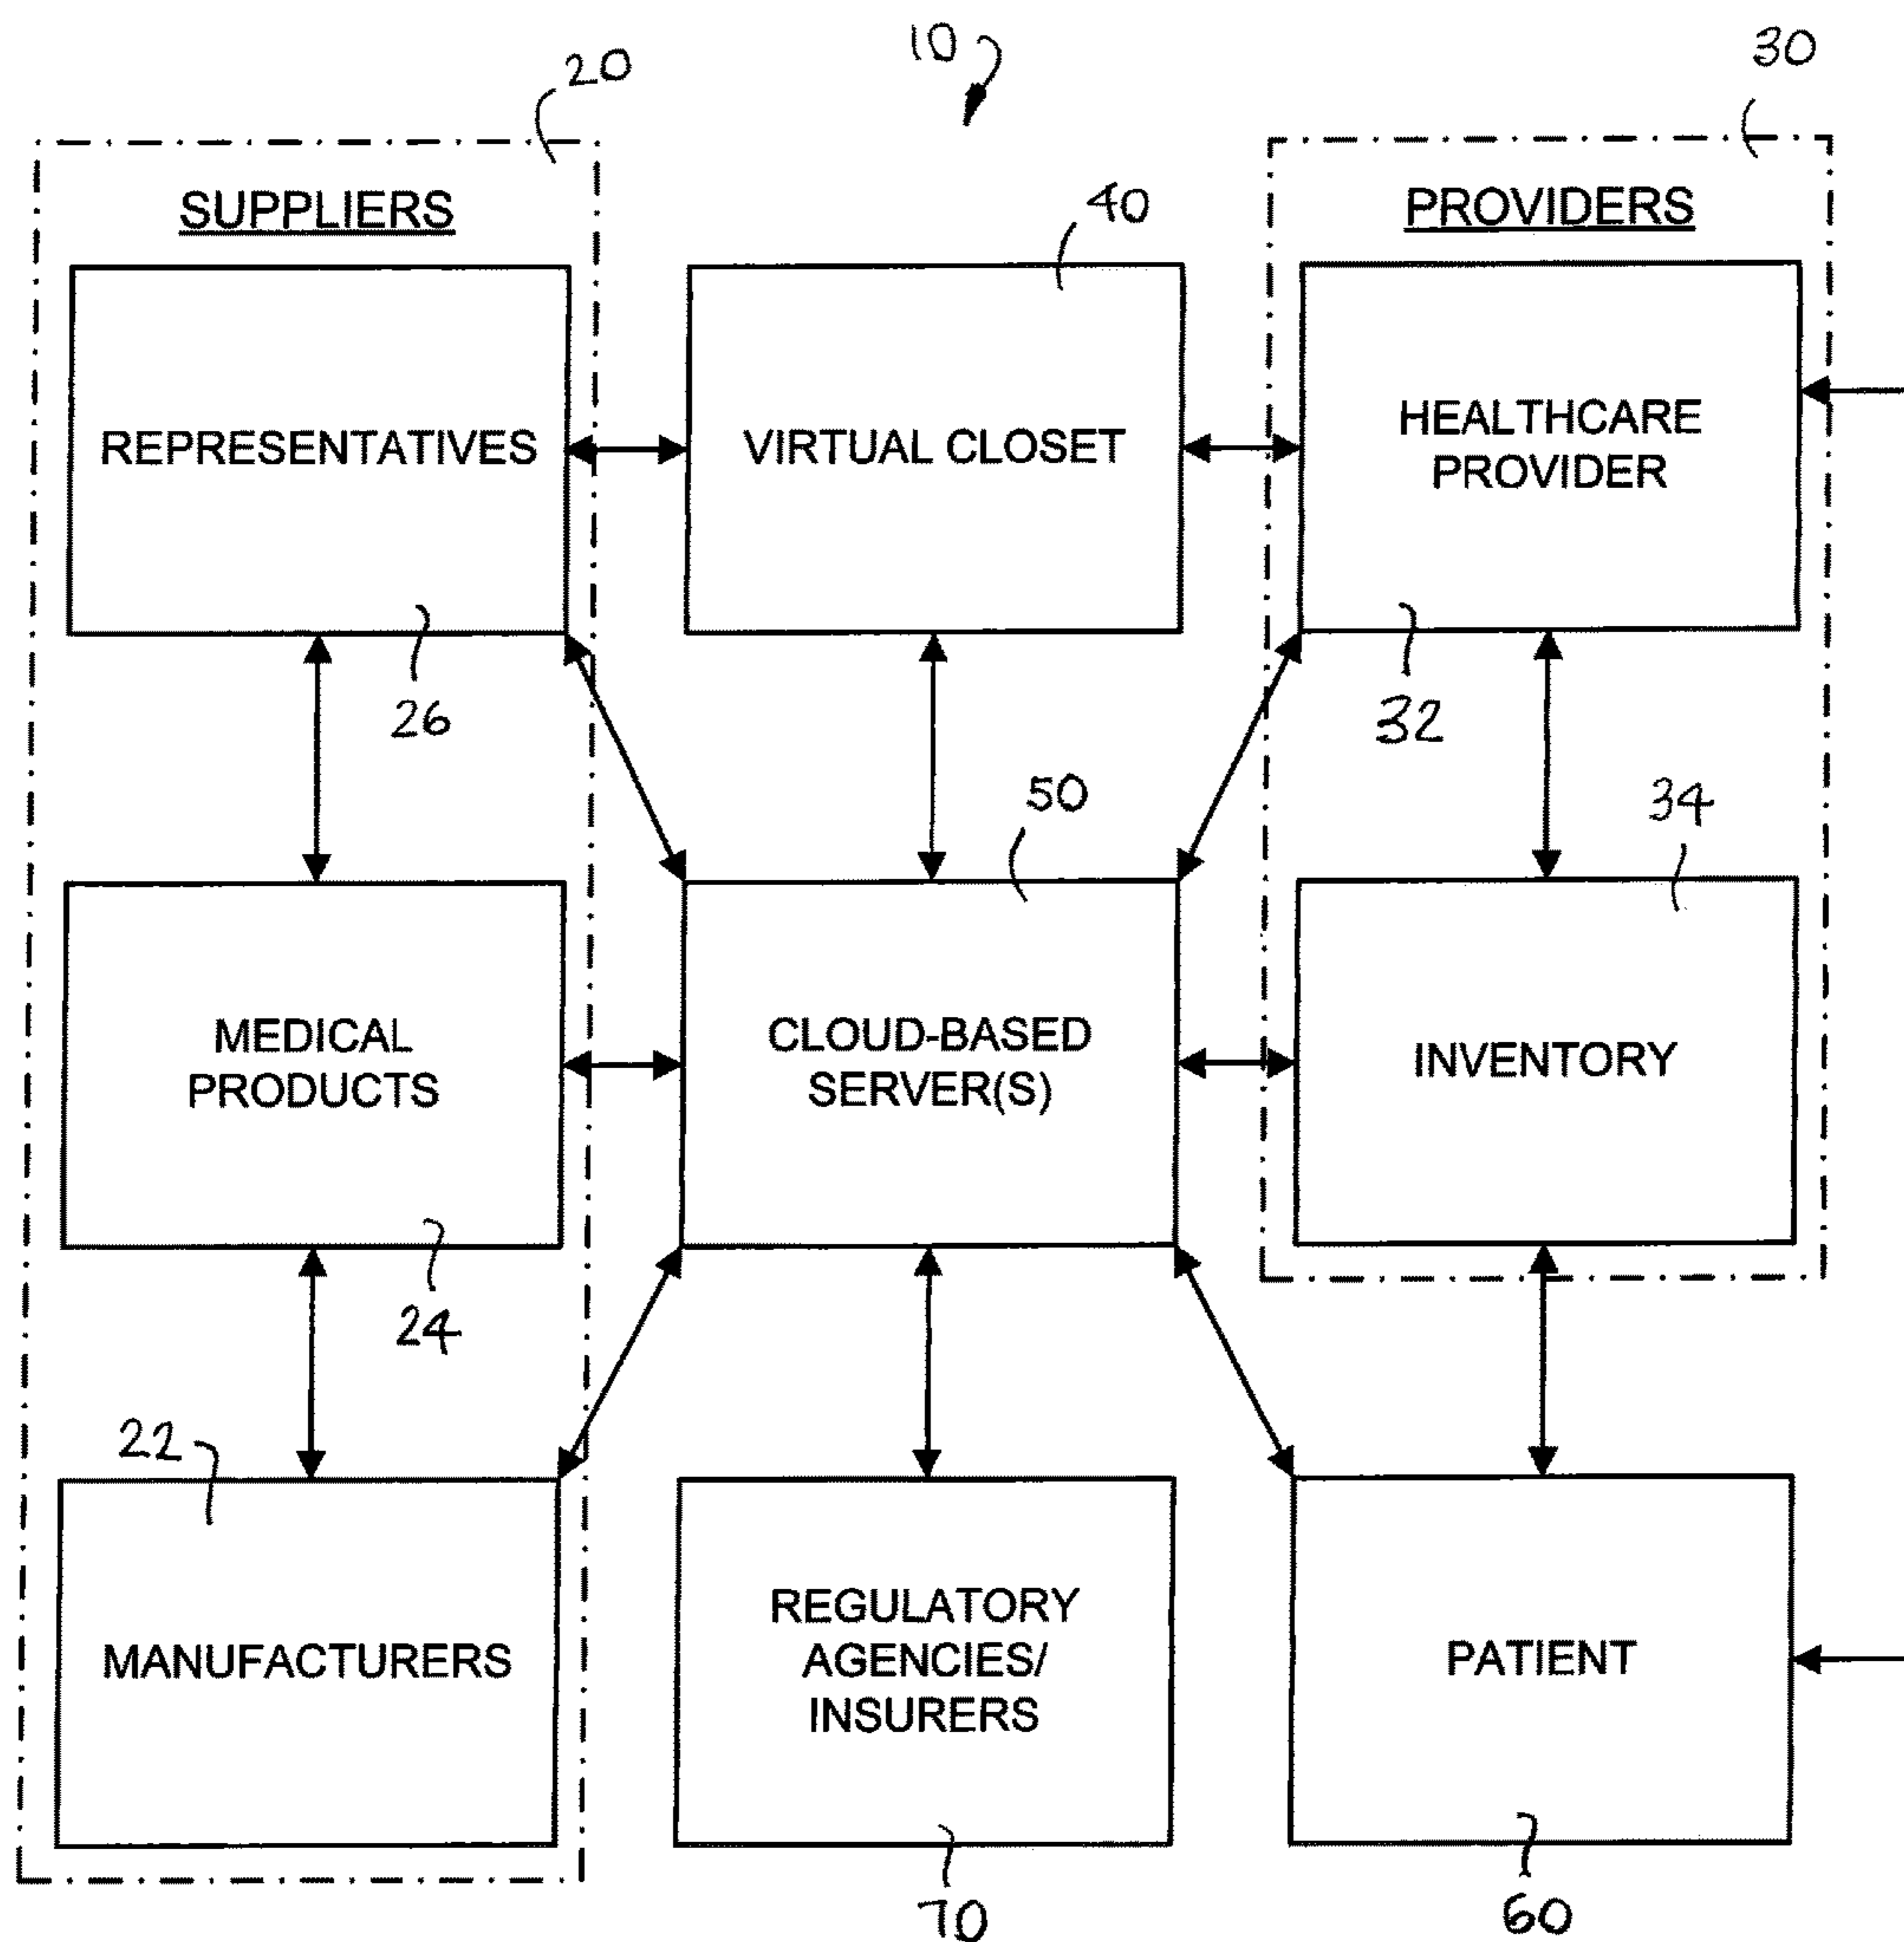 10
20
30
SUPPLIERS
PROVIDERS
40
REPRESENTATIVES
VIRTUAL CLOSET
HEALTHCARE
PROVIDER
26
32
50
34
MEDICAL
PRODUCTS
CLOUD-BASED
SERVER(S)
INVENTORY
24
22
MANUFACTURERS
REGULATORY
AGENCIES/
INSURERS
PATIENT
70
60